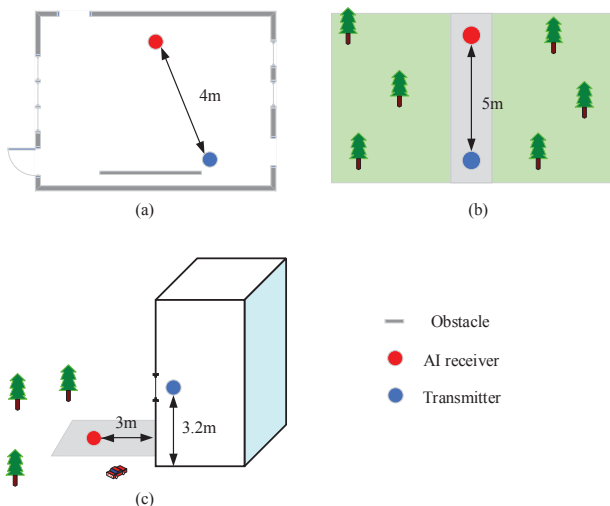 4m
(a)
5m
(b)
3m
3.2m
(c)
Obstacle
AI receiver
Transmitter